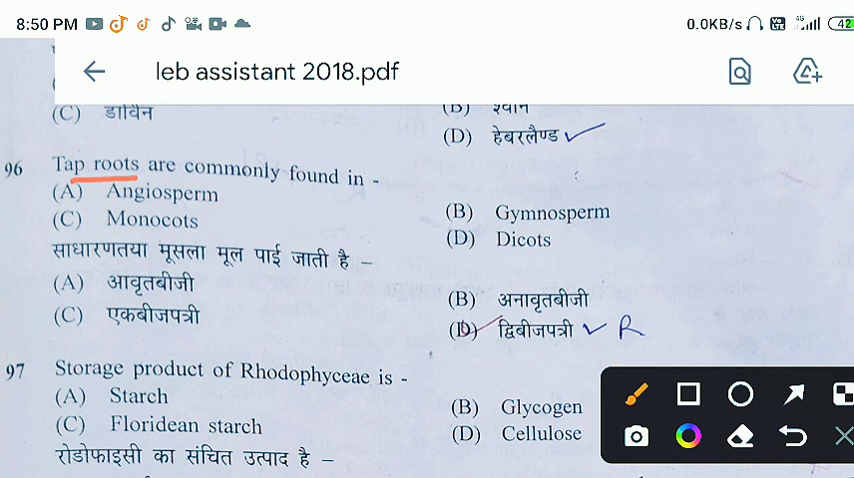 8:50 PM 0.0KB/s 4G 42
leb assistant 2018.pdf
(C) डार्विन
(D) हेबरलैण्ड
96 Tap roots are commonly found in -
(A) Angiosperm
(B) Gymnosperm
(C) Monocots
(D) Dicots
साधारणतया मूसला मूल पाई जाती है –
(A) आवृतबीजी
(B) अनावृतबीजी
(C) एकबीजपत्री
(D) द्विबीजपत्री R
97 Storage product of Rhodophyceae is -
(A) Starch
(B) Glycogen
(C) Floridean starch
(D) Cellulose
रोडोफाइसी का संचित उत्पाद है –